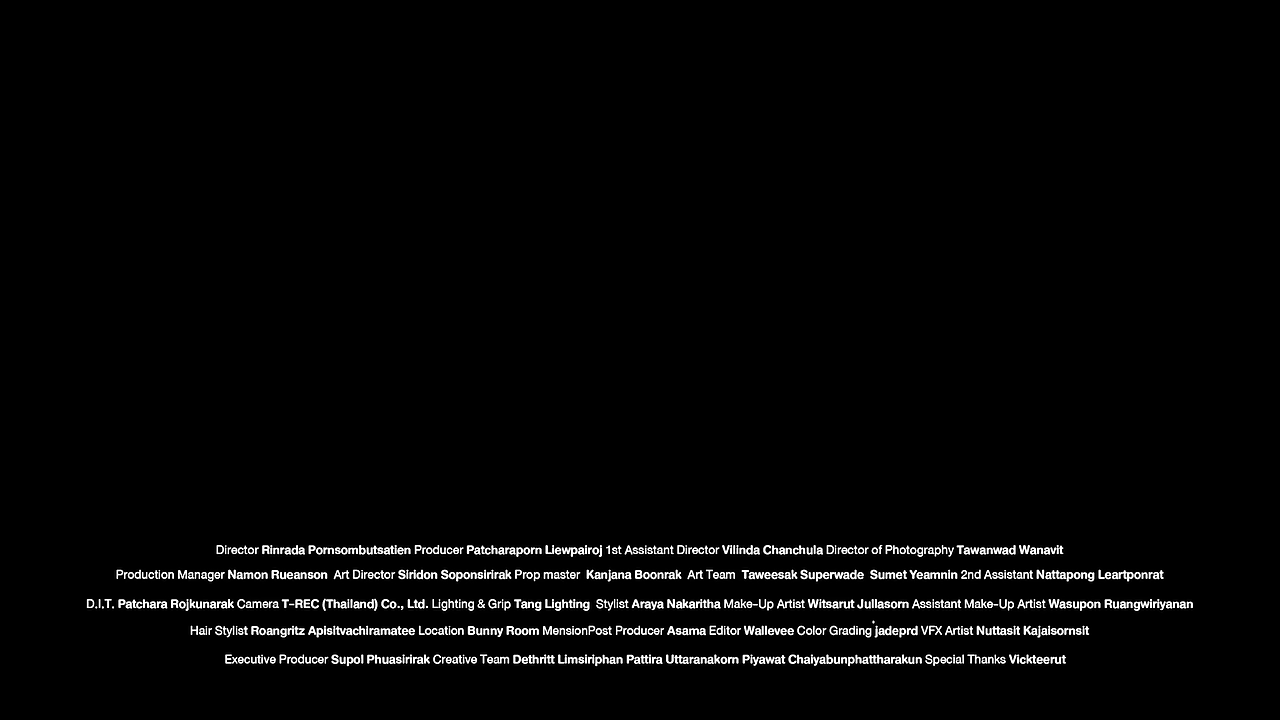 Director Rinrada Pornsombutsatien Producer Patcharaporn Liewpairoj 1st Assistant Director Vilinda Chanchula Director of Photography Tawanwad Wanavit
Production Manager Namon Rueanson Art Director Siridon Soponsirirak Prop master Kanjana Boonrak Art Team Taweesak Superwade Sumet Yeamnin 2nd Assistant Nattapong Leartponrat
D.I.T. Patchara Rojkunarak Camera T-REC (Thailand) Co., Ltd. Lighting & Grip Tang Lighting Stylist Araya Nakaritha Make-Up Artist Witsarut Jullasorn Assistant Make-Up Artist Wasupon Ruangwiriyanan
Hair Stylist Roangritz Apisitvachiramatee Location Bunny Room MensionPost Producer Asama Editor Wallevee Color Grading jadeprd VFX Artist Nuttasit Kajaisornsit
Executive Producer Supol Phuasirirak Creative Team Dethritt Limsiriphan Pattira Uttaranakorn Piyawat Chaiyabunphattharakun Special Thanks Vickteerut